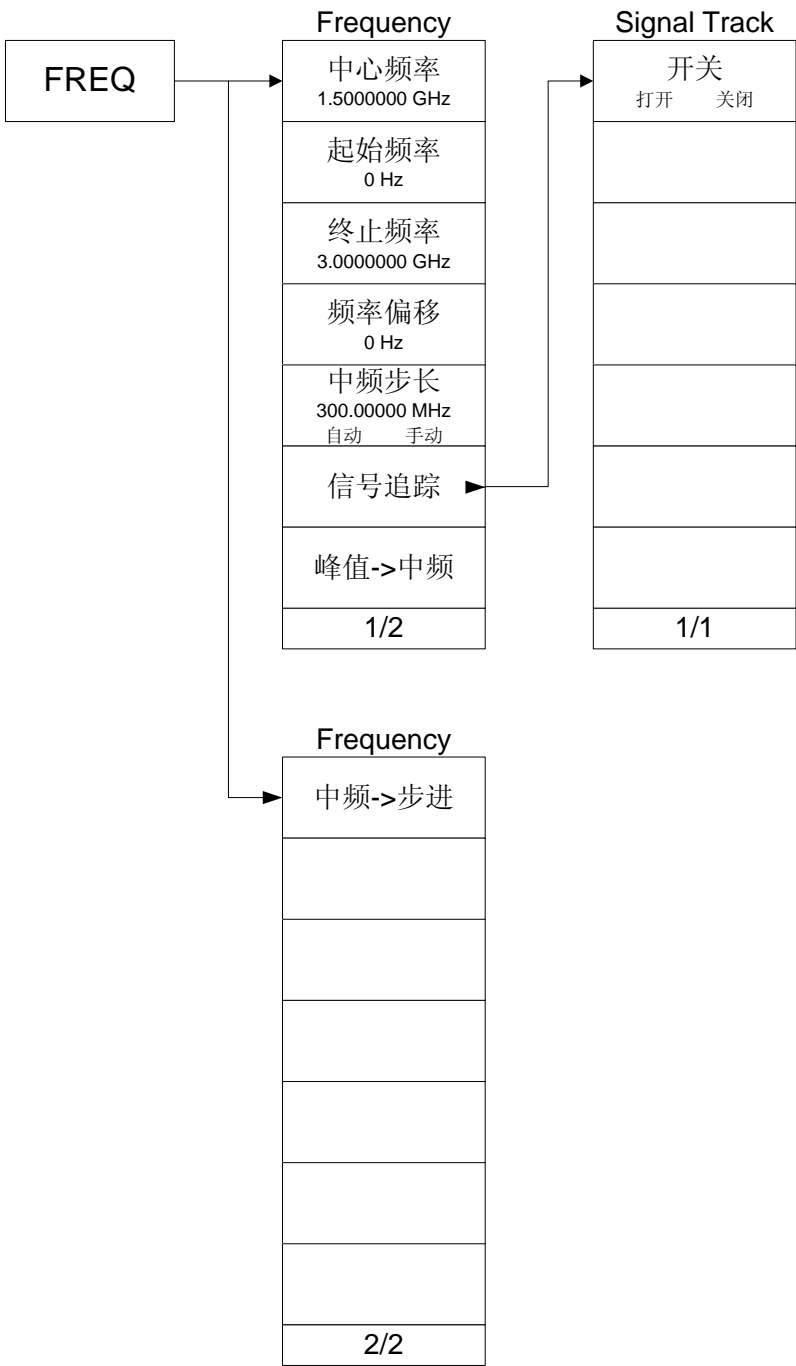 FREQ
Frequency
中心频率
1.5000000 GHz
起始频率
0 Hz
终止频率
3.0000000 GHz
频率偏移
0 Hz
中频步长
300.00000 MHz
自动 手动
信号追踪
峰值->中频
1/2
Signal Track
开关
打开 关闭
1/1
Frequency
中频->步进
2/2